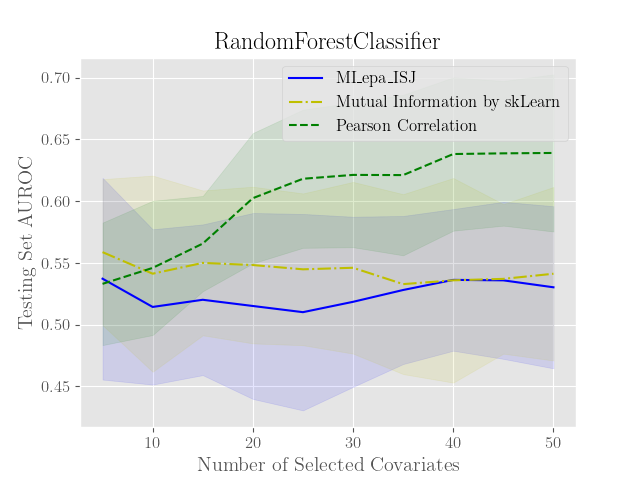 RandomForestClassifier
MI_epa_ISJ
Mutual Information by skLearn
Pearson Correlation
Testing Set AUROC
0.70
0.65
0.60
0.55
0.50
0.45
10 20 30 40 50
Number of Selected Covariates